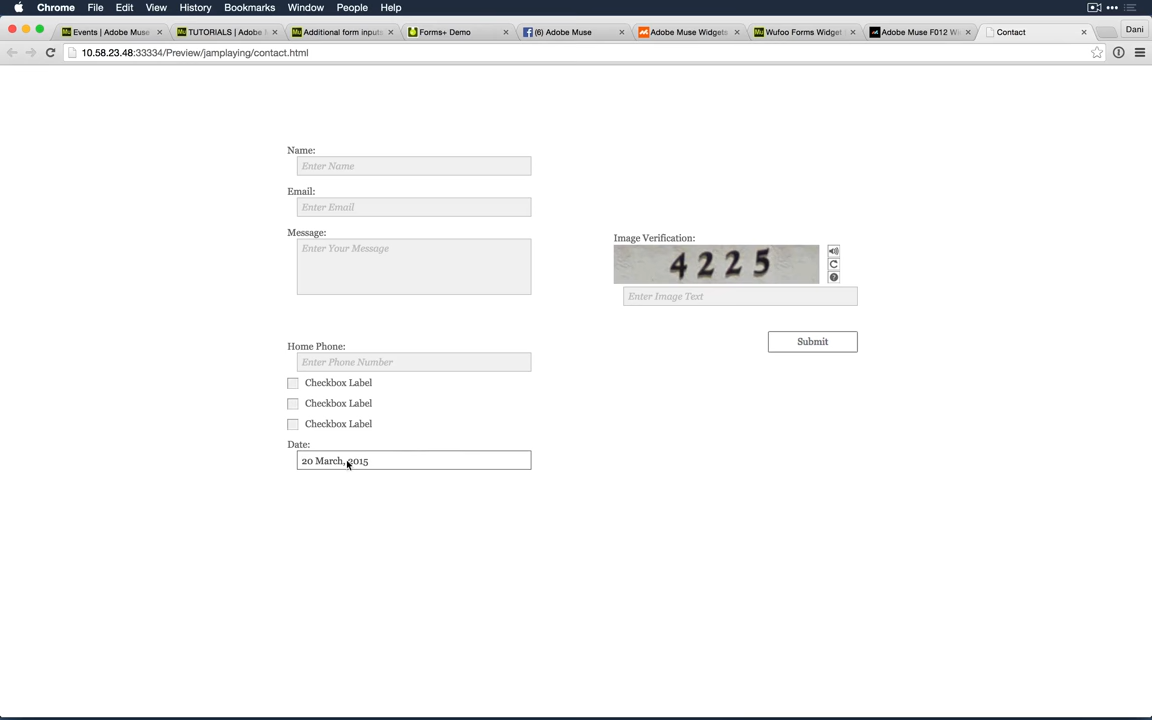 Chrome File Edit View History Bookmarks Window People Help
Events | Adobe Muse
TUTORIALS | Adobe
Additional form inputs
Forms+ Demo
(6) Adobe Muse
Adobe Muse Widgets
Wufoo Forms Widget
Adobe Muse F012 Wi
Contact
Dani
10.58.23.48:33334/Preview/jamplaying/contact.html
Name:
Enter Name
Email:
Enter Email
Message:
Enter Your Message
Image Verification:
4225
Enter Image Text
Submit
Home Phone:
Enter Phone Number
Checkbox Label
Checkbox Label
Checkbox Label
Date:
20 March, 2015